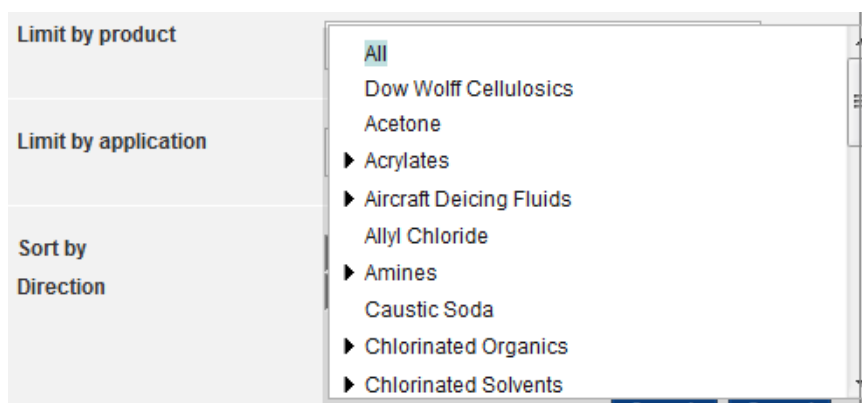 Limit by product
All
Dow Wolff Cellulosics
Acetone
Limit by application
Acrylates
Aircraft Deicing Fluids
Sort by
Allyl Chloride
Direction
Amines
Caustic Soda
Chlorinated Organics
Chlorinated Solvents